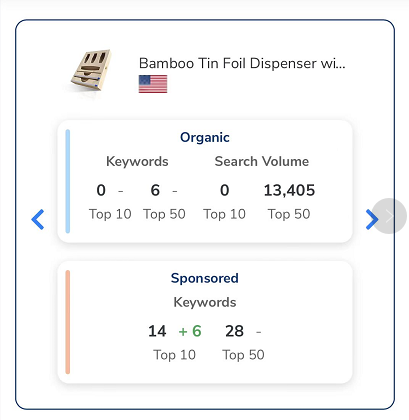 Bamboo Tin Foil Dispenser wi...
Organic
Keywords Search Volume
0 - 6 - 0 13,405
Top 10 Top 50 Top 10 Top 50
Sponsored
Keywords
14 + 6 28 -
Top 10 Top 50